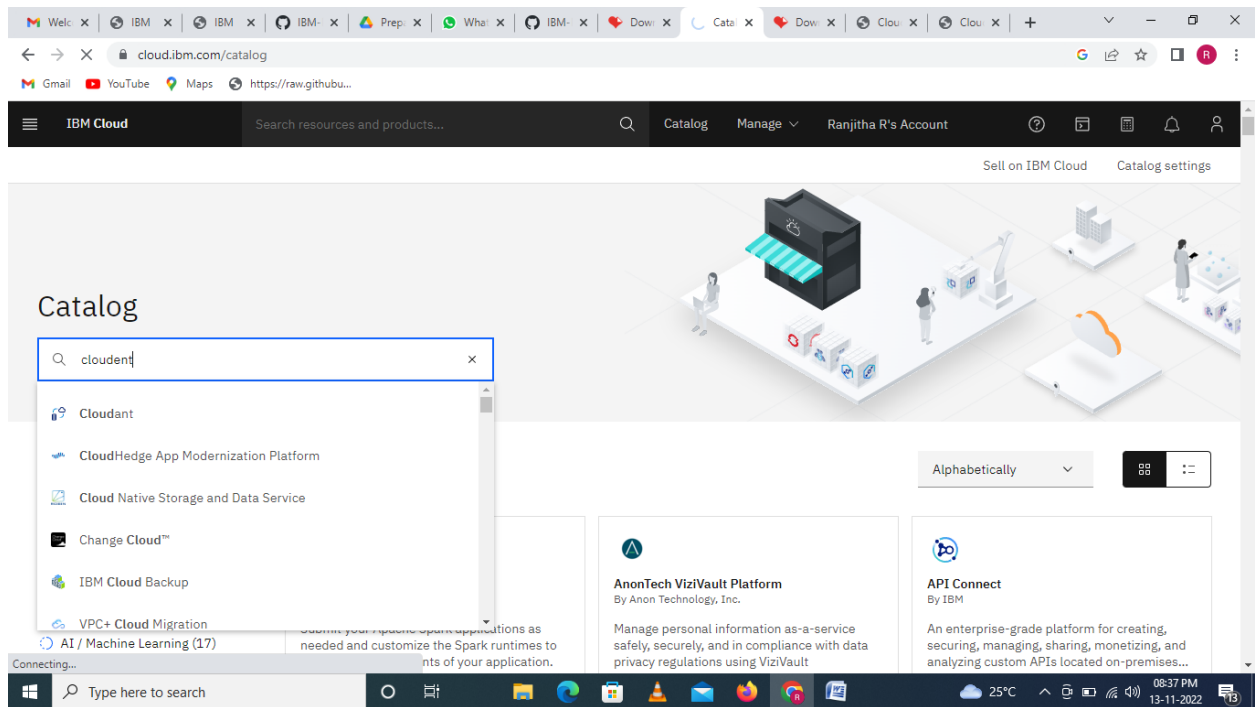 Welc IBM IBM IBM- Prep What IBM- Dow Cata Dow Clou Clou
cloud.ibm.com/catalog
Gmail YouTube Maps https://raw.githubu...
IBM Cloud Search resources and products... Catalog Manage Ranjitha R's Account
Sell on IBM Cloud Catalog settings
Catalog
cloudent
Cloudant
CloudHedge App Modernization Platform
Cloud Native Storage and Data Service
Change Cloud™
IBM Cloud Backup
VPC+ Cloud Migration
AI / Machine Learning (17)
Alphabetically
Submit your Apache Spark applications as
needed and customize the Spark runtimes to
nts of your application.
AnonTech ViziVault Platform
By Anon Technology, Inc.
Manage personal information as-a-service
safely, securely, and in compliance with data
privacy regulations using ViziVault
API Connect
By IBM
An enterprise-grade platform for creating,
securing, managing, sharing, monetizing, and
analyzing custom APIs located on-premises...
Connecting...
Type here to search 25°C 08:37 PM
13-11-2022
13